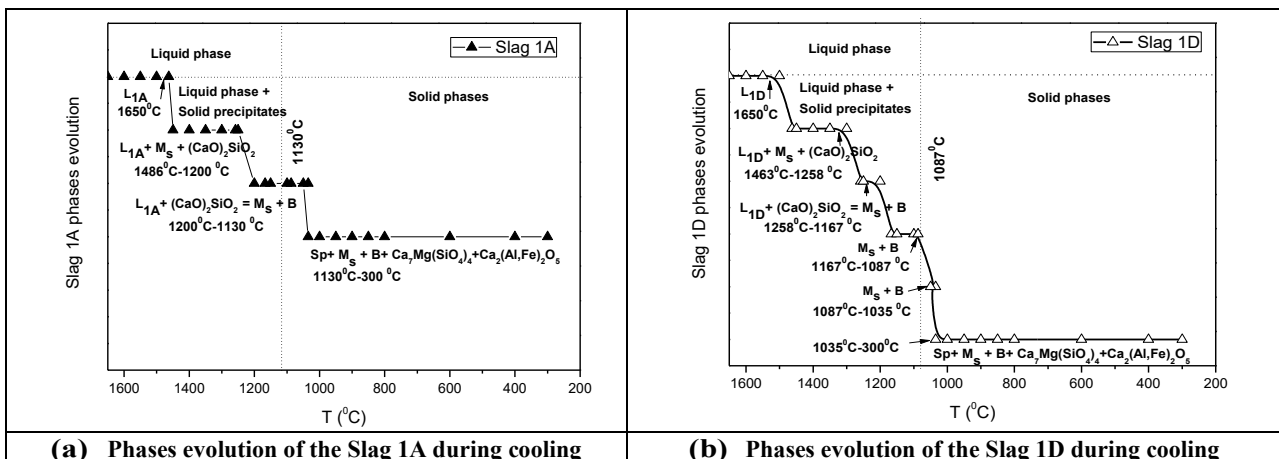 Slag 1A
Liquid phase
L1A
1650⁰C
Liquid phase +
Solid precipitates
Solid phases
1130⁰C
L1A+ Ms + (CaO)2SiO2
1486⁰C-1200 ⁰C
L1A + (CaO)2SiO2 = Ms + B
1200⁰C-1130 ⁰C
Sp+ Ms + B+ Ca7Mg(SiO4)4+Ca2(Al,Fe)2O5
1130⁰C-300 ⁰C
Slag 1A phases evolution
1600 1400 1200 1000 800 600 400 200
T (⁰C)
(a) Phases evolution of the Slag 1A during cooling
Slag 1D
Liquid phase
L1D
1650⁰C
Liquid phase +
Solid precipitates
Solid phases
1087⁰C
L1D+ Ms + (CaO)2SiO2
1463⁰C-1258 ⁰C
L1D + (CaO)2SiO2 = Ms + B
1258⁰C-1167 ⁰C
Ms + B
1167⁰C-1087 ⁰C
Ms + B
1087⁰C-1035 ⁰C
1035⁰C-300⁰C
Sp+ Ms + B+ Ca7Mg(SiO4)4+Ca2(Al,Fe)2O5
Slag 1D phases evolution
1600 1400 1200 1000 800 600 400 200
T (⁰C)
(b) Phases evolution of the Slag 1D during cooling